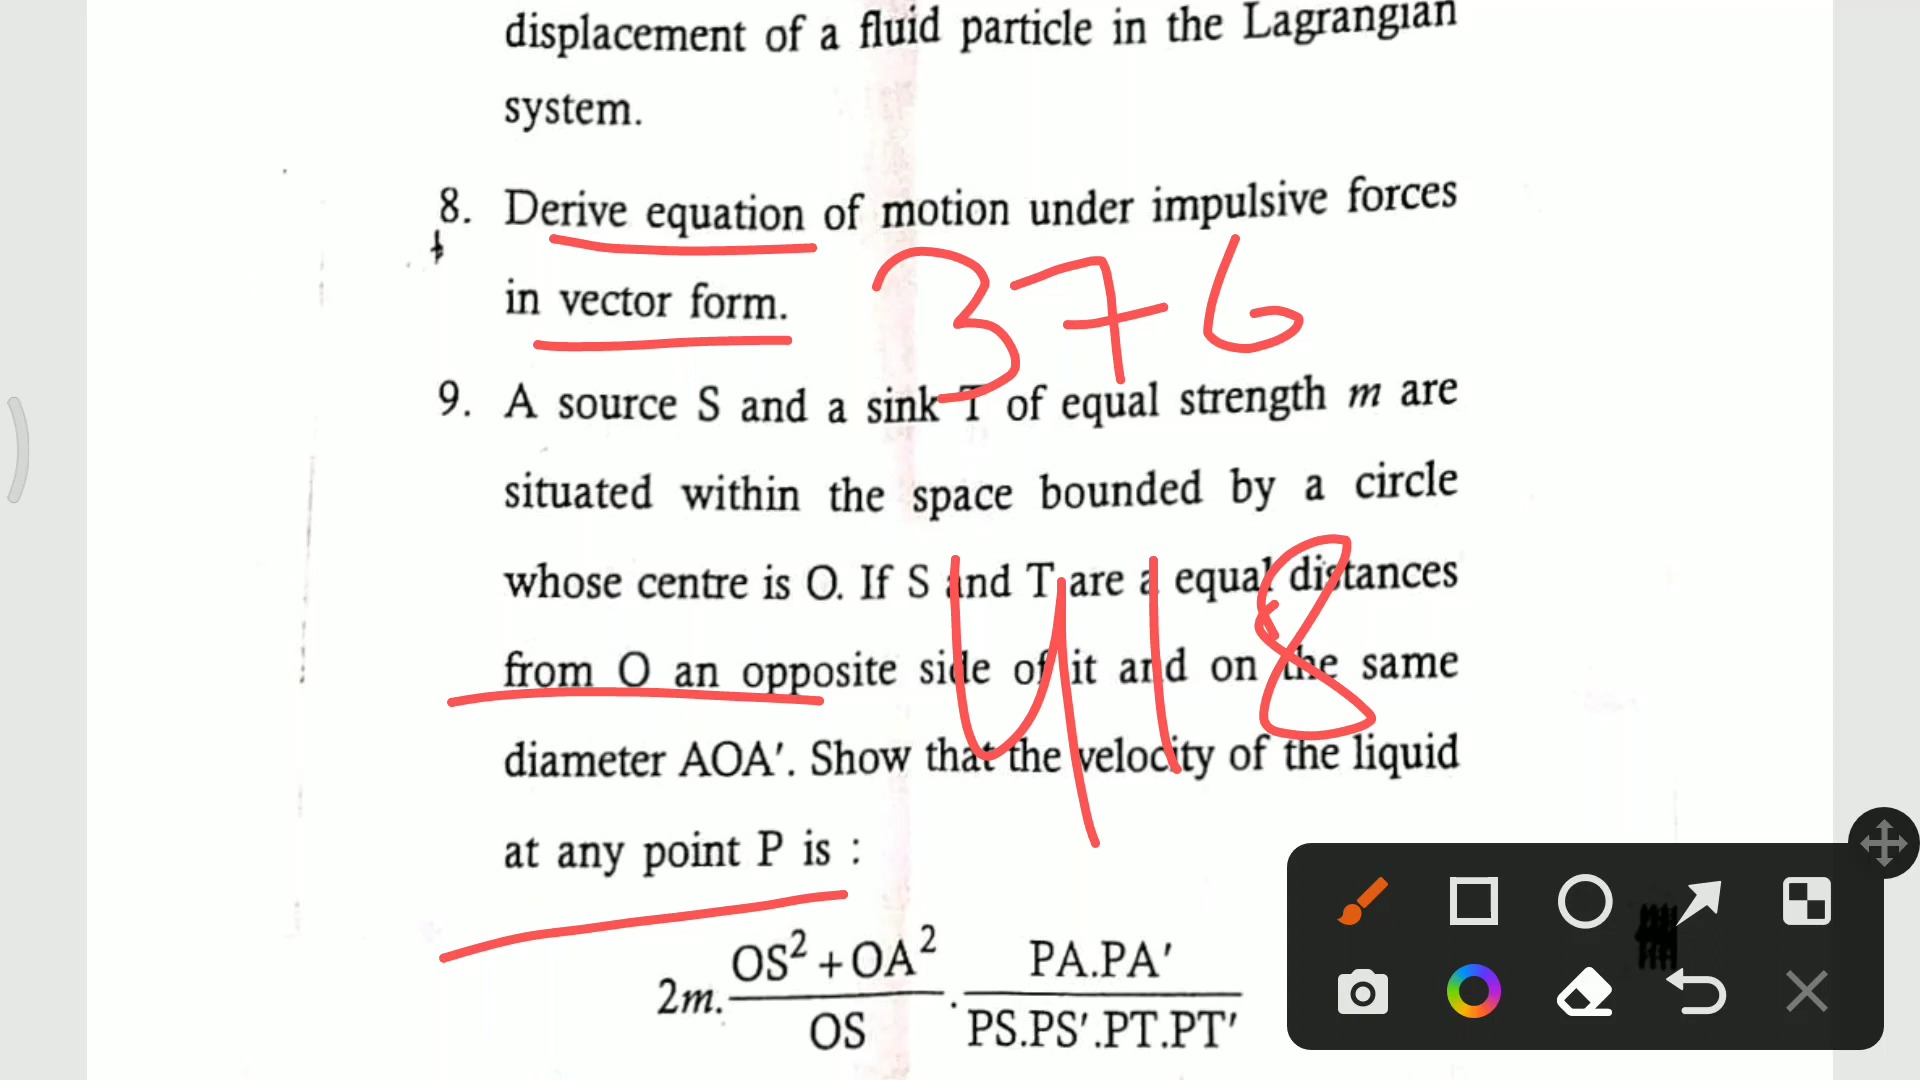 displacement of a fluid particle in the Lagrangian
system.
8. Derive equation of motion under impulsive forces
in vector form.
376
9. A source S and a sink T of equal strength m are
situated within the space bounded by a circle
whose centre is O. If S and T are a equal distances
from O an opposite side of it and on the same
418
diameter AOA′. Show that the velocity of the liquid
at any point P is :
2m. OS² + OA² / OS . PA.PA′ / PS.PS′.PT.PT′